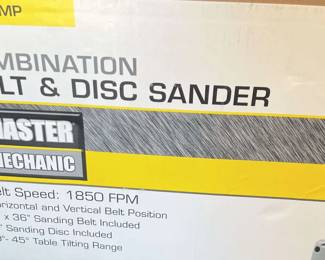 MP
MBINATION
LT & DISC SANDER
MASTER
MECHANIC
elt Speed: 1850 FPM
orizontal and Vertical Belt Position
x 36" Sanding Belt Included
" Sanding Disc Included
°- 45° Table Tilting Range